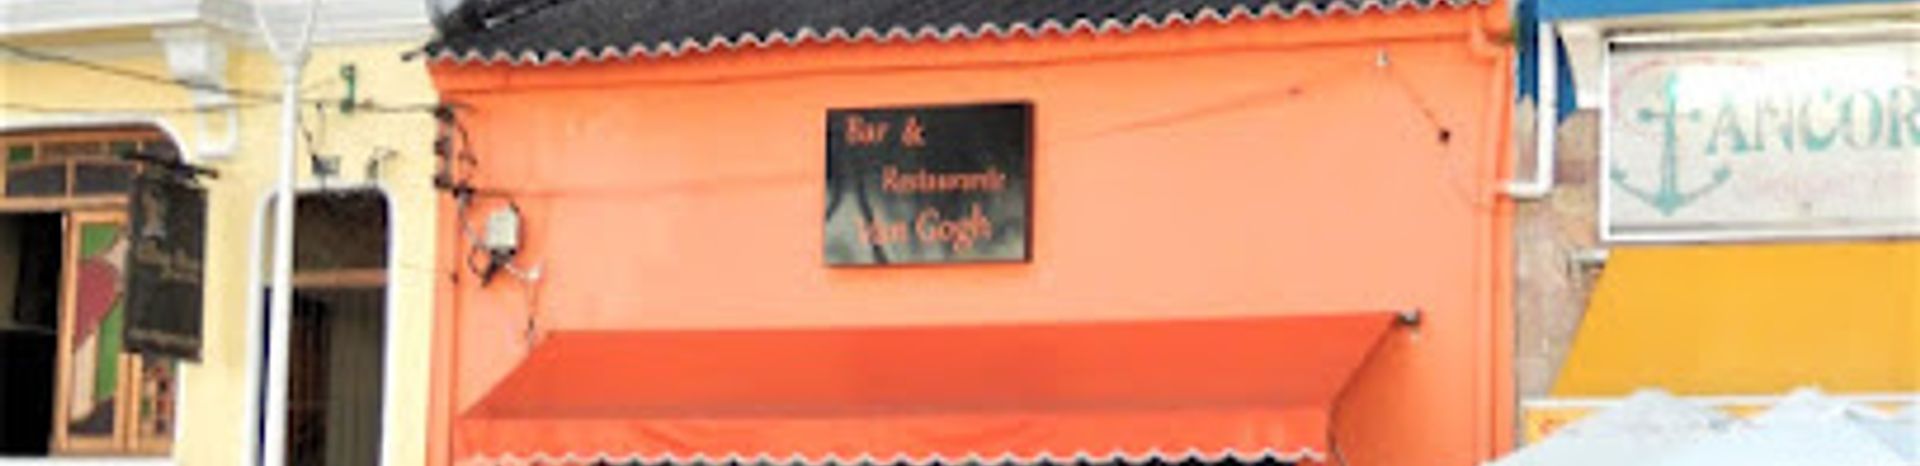 Bar &
Restaurante
Van Gogh
ANCOR